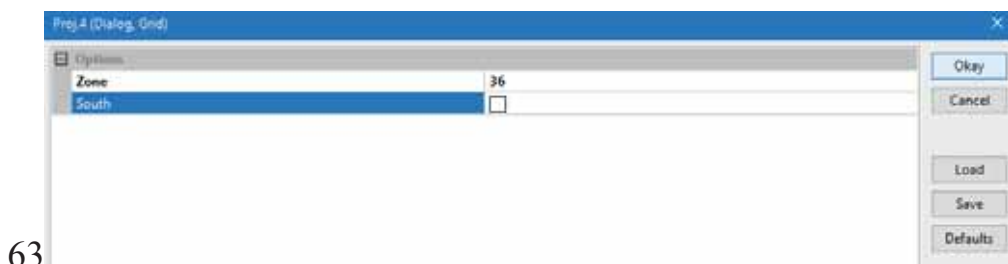 Proj.4 (Dialog, Grid)
Options
Zone 36
South
Okay
Cancel
Load
Save
Defaults
63